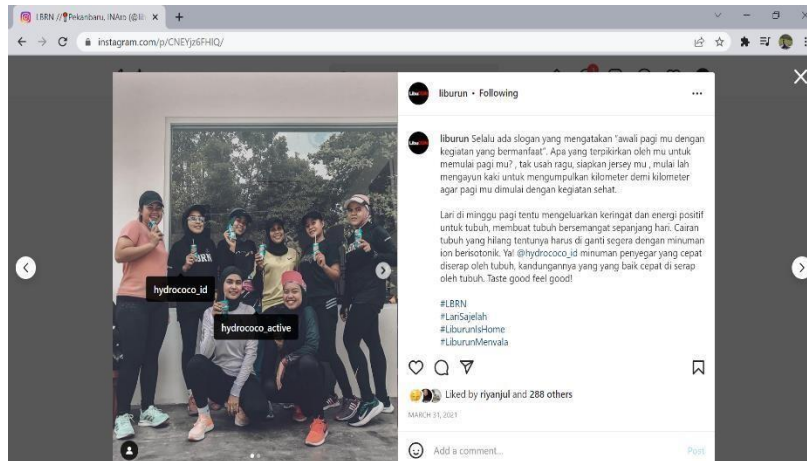 LBRN //📍Pekanbaru, INAro (@lib
instagram.com/p/CNEYjz6FHIQ/
liburun • Following
liburun Selalu ada slogan yang mengatakan "awali pagi mu dengan
kegiatan yang bermanfaat". Apa yang terpikirkan oleh mu untuk
memulai pagi mu? , tak usah ragu, siapkan jersey mu , mulai lah
mengayun kaki untuk mengumpulkan kilometer demi kilometer
agar pagi mu dimulai dengan kegiatan sehat.
Lari di minggu pagi tentu mengeluarkan keringat dan energi positif
untuk tubuh, membuat tubuh bersemangat sepanjang hari. Cairan
tubuh yang hilang tentunya harus di ganti segera dengan minuman
ion berisotonik. Ya! @hydrococo_id minuman penyegar yang cepat
diserap oleh tubuh, kandungannya yang yang baik cepat di serap
oleh tubuh. Taste good feel good!
#LBRN
#LariSajelah
#LiburunIsHome
#LiburunMenyala
hydrococo_id
hydrococo_active
Liked by riyanjul and 288 others
MARCH 31, 2021
Add a comment...
Post